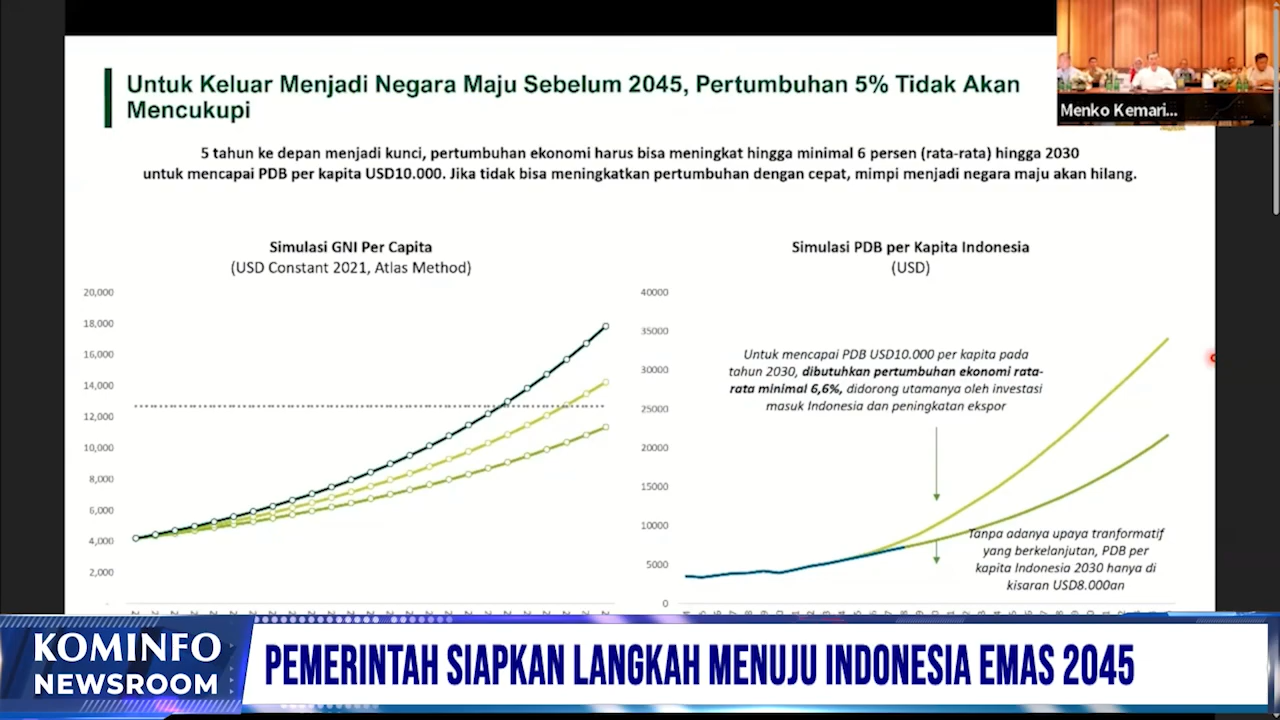 Untuk Keluar Menjadi Negara Maju Sebelum 2045, Pertumbuhan 5% Tidak Akan
Mencukupi
Menko Kemari...
5 tahun ke depan menjadi kunci, pertumbuhan ekonomi harus bisa meningkat hingga minimal 6 persen (rata-rata) hingga 2030
untuk mencapai PDB per kapita USD10.000. Jika tidak bisa meningkatkan pertumbuhan dengan cepat, mimpi menjadi negara maju akan hilang.
Simulasi GNI Per Capita
(USD Constant 2021, Atlas Method)
20,000
18,000
16,000
14,000
12,000
10,000
8,000
6,000
4,000
2,000
-
Simulasi PDB per Kapita Indonesia
(USD)
40000
35000
30000
25000
20000
15000
10000
5000
0
Untuk mencapai PDB USD10.000 per kapita pada
tahun 2030, dibutuhkan pertumbuhan ekonomi rata-
rata minimal 6,6%, didorong utamanya oleh investasi
masuk Indonesia dan peningkatan ekspor
Tanpa adanya upaya tranformatif
yang berkelanjutan, PDB per
kapita Indonesia 2030 hanya di
kisaran USD8.000an
KOMINFO
NEWSROOM
PEMERINTAH SIAPKAN LANGKAH MENUJU INDONESIA EMAS 2045